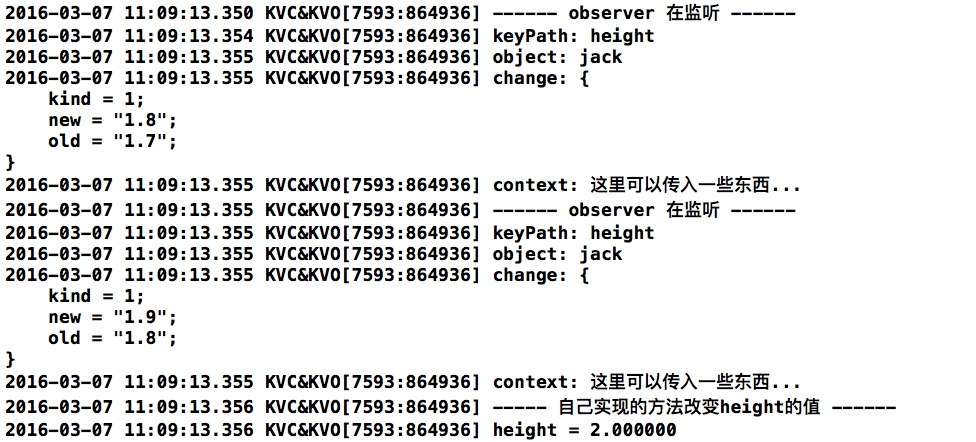 2016-03-07 11:09:13.350 KVC&KVO[7593:864936] ------ observer 在监听 ------
2016-03-07 11:09:13.354 KVC&KVO[7593:864936] keyPath: height
2016-03-07 11:09:13.355 KVC&KVO[7593:864936] object: jack
2016-03-07 11:09:13.355 KVC&KVO[7593:864936] change: {
    kind = 1;
    new = "1.8";
    old = "1.7";
}
2016-03-07 11:09:13.355 KVC&KVO[7593:864936] context: 这里可以传入一些东西...
2016-03-07 11:09:13.355 KVC&KVO[7593:864936] ------ observer 在监听 ------
2016-03-07 11:09:13.355 KVC&KVO[7593:864936] keyPath: height
2016-03-07 11:09:13.355 KVC&KVO[7593:864936] object: jack
2016-03-07 11:09:13.355 KVC&KVO[7593:864936] change: {
    kind = 1;
    new = "1.9";
    old = "1.8";
}
2016-03-07 11:09:13.355 KVC&KVO[7593:864936] context: 这里可以传入一些东西...
2016-03-07 11:09:13.356 KVC&KVO[7593:864936] ----- 自己实现的方法改变height的值 ------
2016-03-07 11:09:13.356 KVC&KVO[7593:864936] height = 2.000000